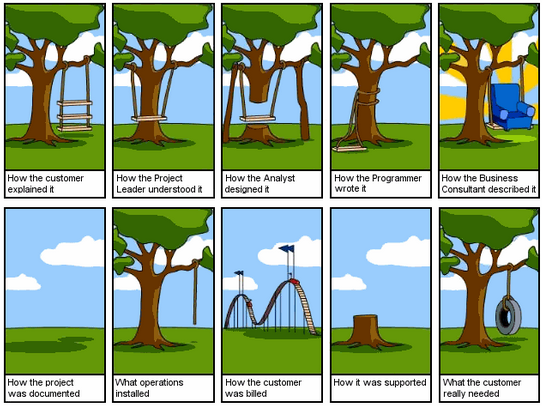 How the customer
explained it
How the Project
Leader understood it
How the Analyst
designed it
How the Programmer
wrote it
How the Business
Consultant described it
How the project
was documented
What operations
installed
How the customer
was billed
How it was supported
What the customer
really needed